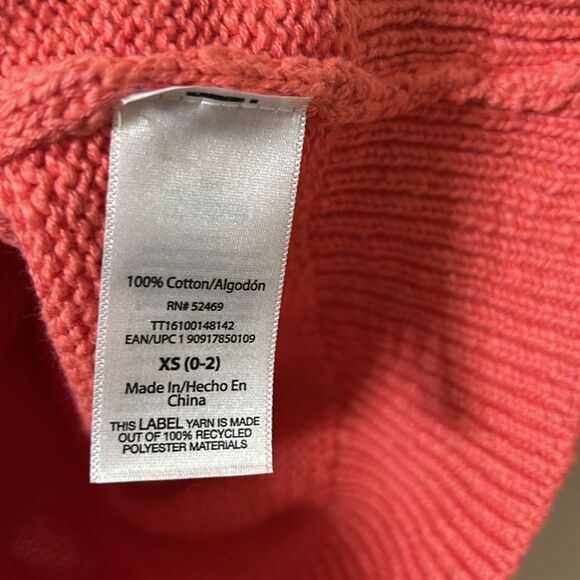 100% Cotton/Algodón
RN# 52469
TT16100148142
EAN/UPC 1 90917850109
XS (0-2)
Made In/Hecho En
China
THIS LABEL YARN IS MADE
OUT OF 100% RECYCLED
POLYESTER MATERIALS